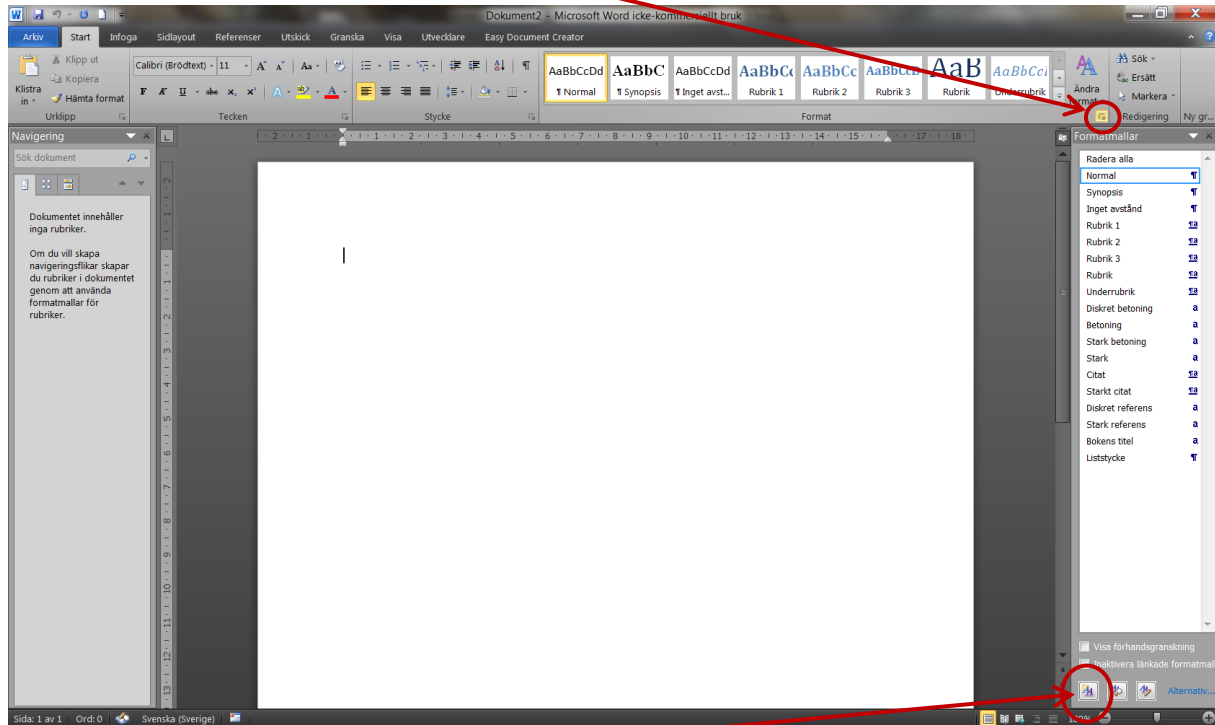 Dokument2 - Microsoft Word icke-kommersiellt bruk
Arkiv Start Infoga Sidlayout Referenser Utskick Granska Visa Utvecklare Easy Document Creator
Klistra in
Klipp ut
Kopiera
Hämta format
Urklipp
Calibri (Brödtext) 11
Tecken
Stycke
AaBbCcDd AaBbC AaBbCcDd AaBbCc AaBbCc AaBbCcD AaB AaBbCci
¶ Normal ¶ Synopsis ¶ Inget avst... Rubrik 1 Rubrik 2 Rubrik 3 Rubrik Underrubrik
Format
Ändra
format
Sök
Ersätt
Markera
Redigering
Ny gr...
Navigering
Sök dokument
Dokumentet innehåller
inga rubriker.
Om du vill skapa
navigeringsflikar skapar
du rubriker i dokumentet
genom att använda
formatmallar för
rubriker.
Formatmallar
Radera alla
Normal ¶
Synopsis ¶
Inget avstånd ¶
Rubrik 1 ¶a
Rubrik 2 ¶a
Rubrik 3 ¶a
Rubrik ¶a
Underrubrik ¶a
Diskret betoning a
Betoning a
Stark betoning a
Stark a
Citat ¶a
Starkt citat ¶a
Diskret referens a
Stark referens a
Bokens titel a
Liststycke ¶
Visa förhandsgranskning
Inaktivera länkade formatmall
Alternativ...
Sida: 1 av 1 Ord: 0 Svenska (Sverige)